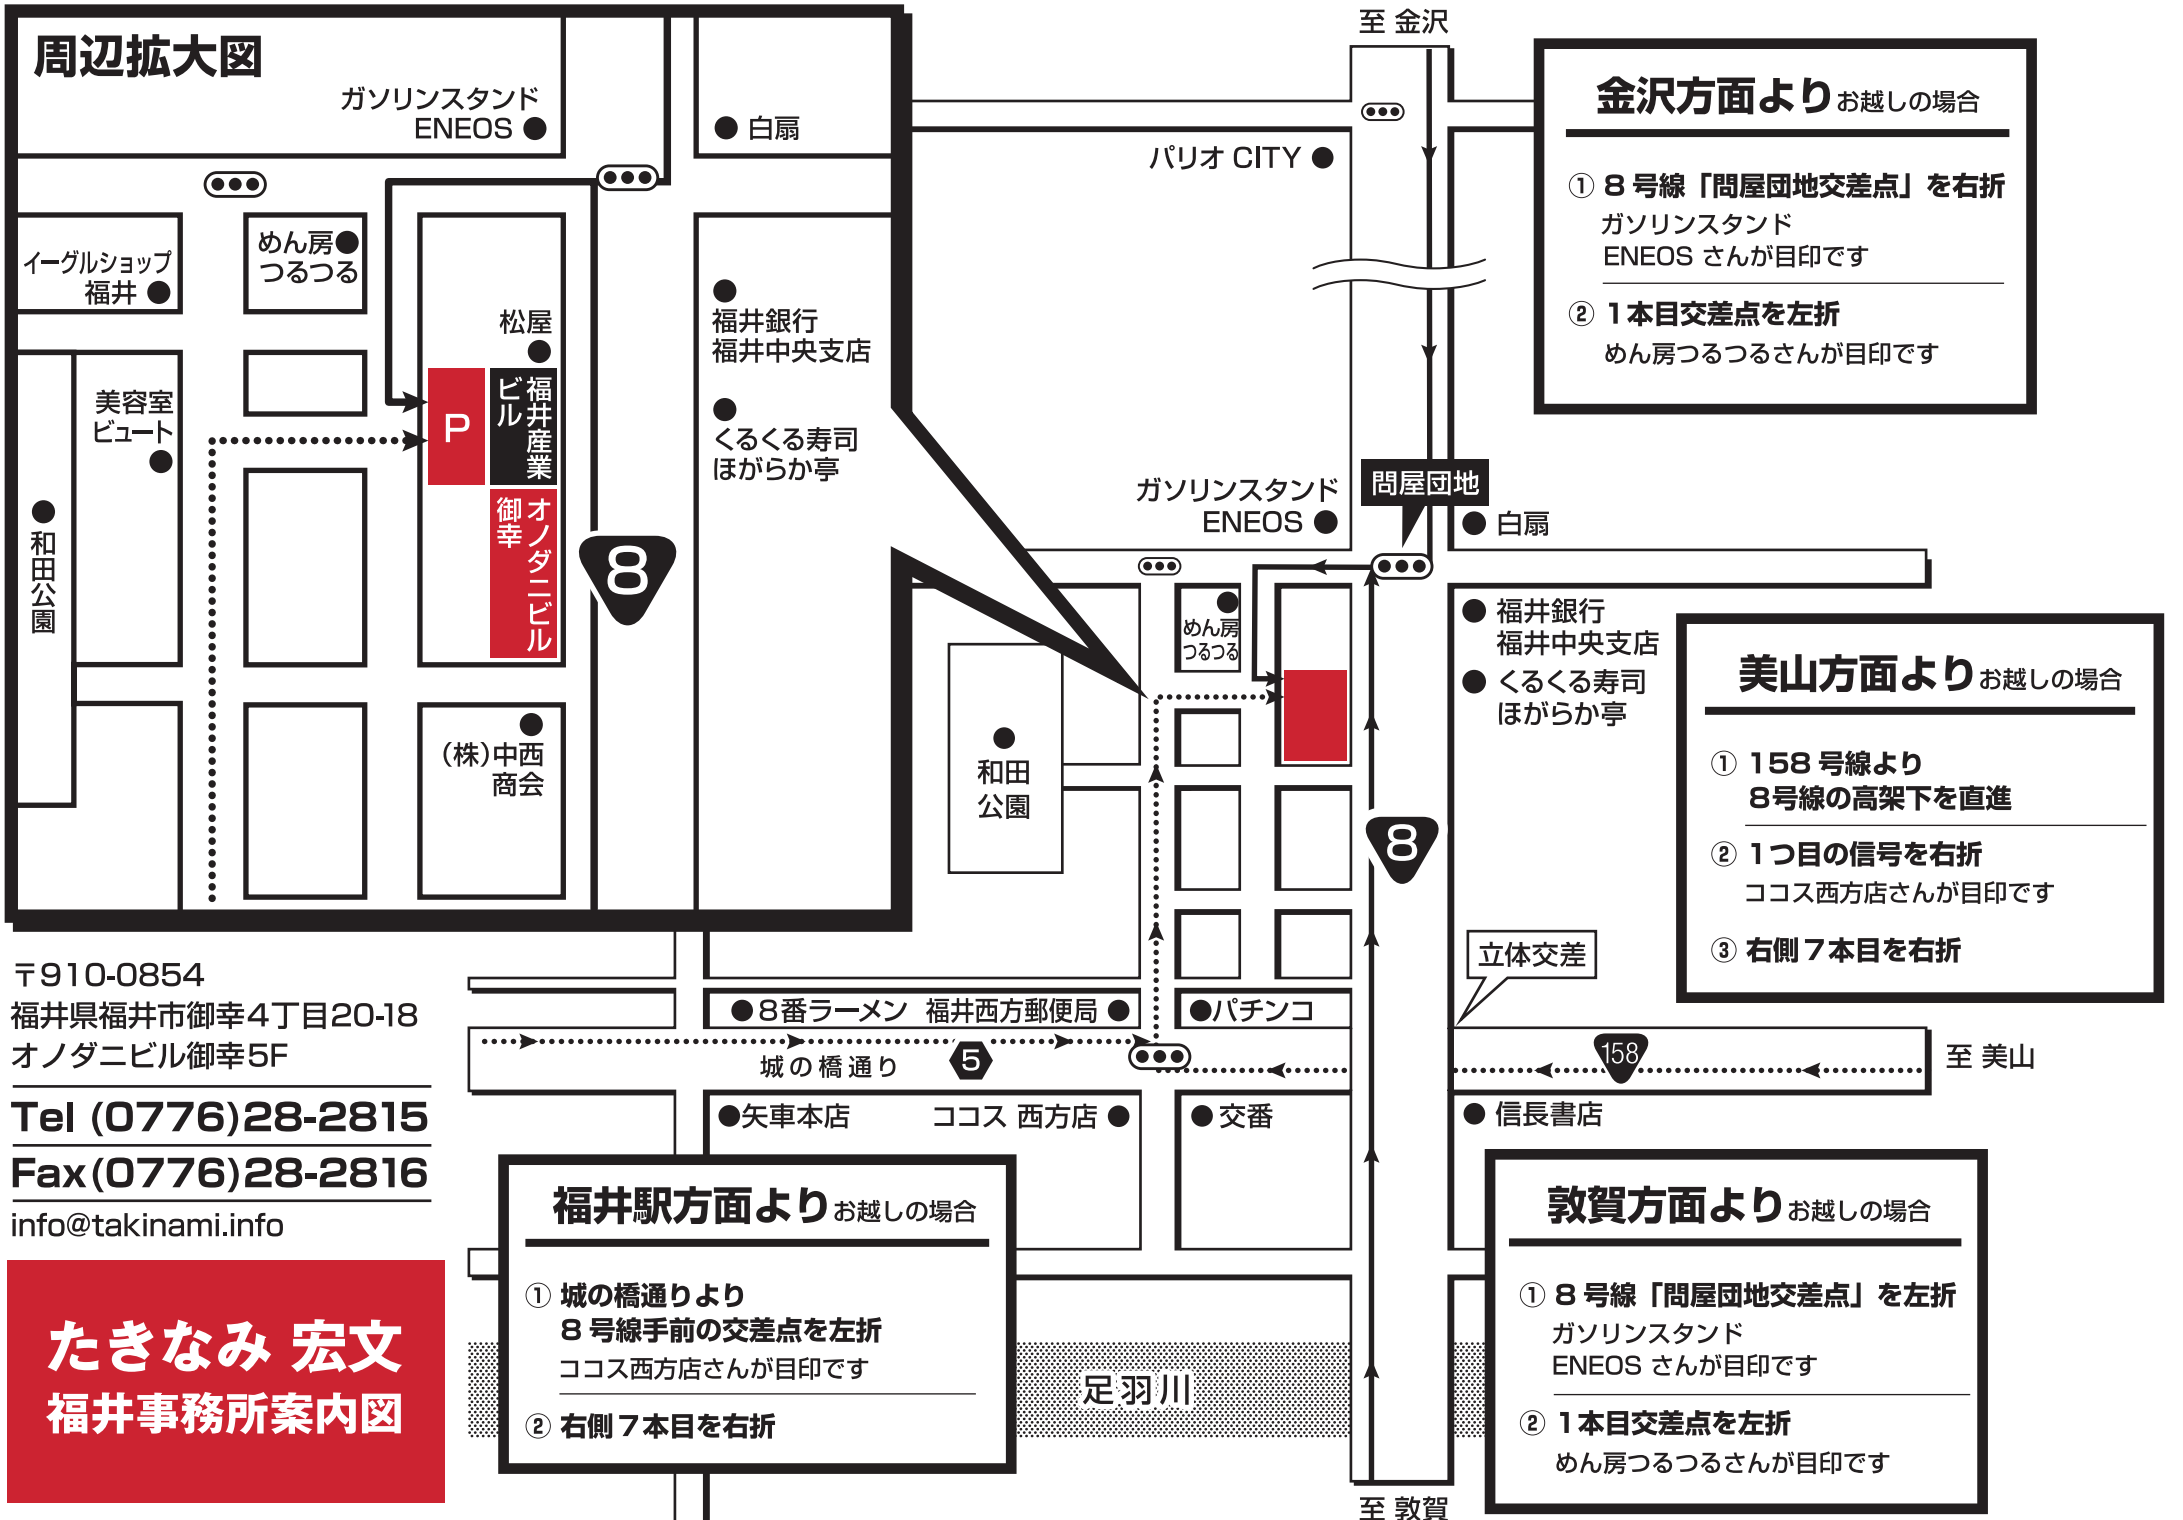 周辺拡大図
ガソリンスタンド
ENEOS
白扇
イーグルショップ
福井
めん房
つるつる
松屋
福井銀行
福井中央支店
美容室
ビュート
P
福井産業
ビル
くるくる寿司
ほがらか亭
オノダニビル
御幸
和田公園
8
(株)中西
商会
至 金沢
パリオ CITY
ガソリンスタンド
ENEOS
問屋団地
白扇
めん房
つるつる
福井銀行
福井中央支店
くるくる寿司
ほがらか亭
和田
公園
8
立体交差
8番ラーメン
福井西方郵便局
パチンコ
城の橋通り
5
158
至 美山
矢車本店
ココス 西方店
交番
信長書店
足羽川
至 敦賀
金沢方面よりお越しの場合
① 8 号線「問屋団地交差点」を右折
ガソリンスタンド
ENEOS さんが目印です
② 1本目交差点を左折
めん房つるつるさんが目印です
美山方面よりお越しの場合
① 158 号線より
8号線の高架下を直進
② 1つ目の信号を右折
ココス西方店さんが目印です
③ 右側 7本目を右折
福井駅方面よりお越しの場合
① 城の橋通りより
8 号線手前の交差点を左折
ココス西方店さんが目印です
② 右側 7本目を右折
敦賀方面よりお越しの場合
① 8 号線「問屋団地交差点」を左折
ガソリンスタンド
ENEOS さんが目印です
② 1本目交差点を左折
めん房つるつるさんが目印です
〒910-0854
福井県福井市御幸4丁目20-18
オノダニビル御幸5F
Tel (0776)28-2815
Fax(0776)28-2816
info@takinami.info
たきなみ 宏文
福井事務所案内図